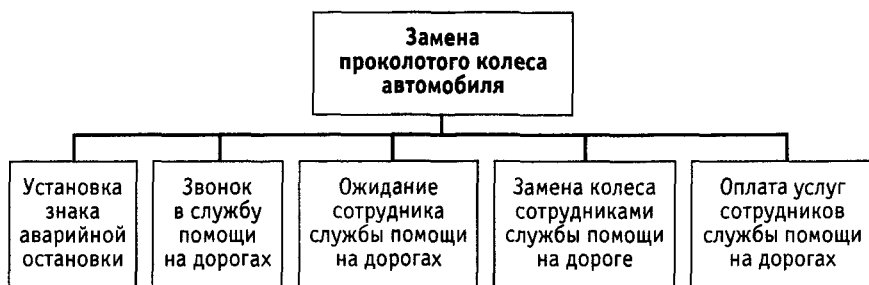 Замена
проколотого колеса
автомобиля
Установка
знака
аварийной
остановки
Звонок
в службу
помощи
на дорогах
Ожидание
сотрудника
службы помощи
на дорогах
Замена колеса
сотрудниками
службы помощи
на дороге
Оплата услуг
сотрудников
службы помощи
на дорогах